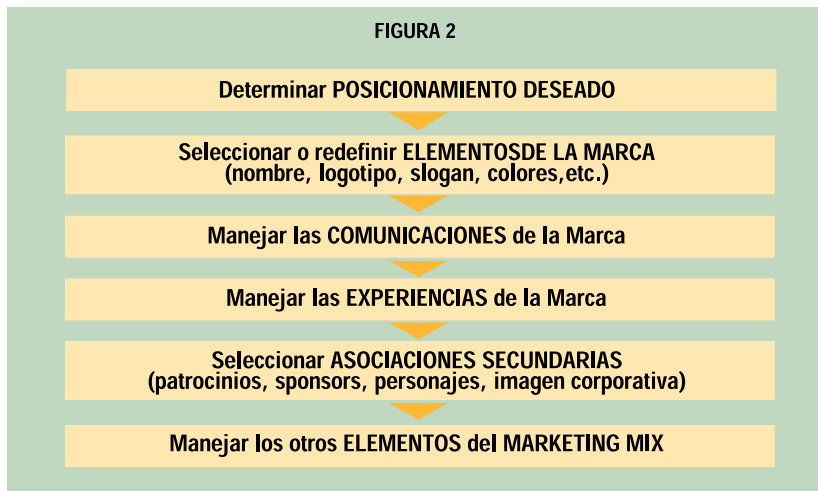 FIGURA 2
Determinar POSICIONAMIENTO DESEADO
Seleccionar o redefinir ELEMENTOSDE LA MARCA
(nombre, logotipo, slogan, colores,etc.)
Manejar las COMUNICACIONES de la Marca
Manejar las EXPERIENCIAS de la Marca
Seleccionar ASOCIACIONES SECUNDARIAS
(patrocinios, sponsors, personajes, imagen corporativa)
Manejar los otros ELEMENTOS del MARKETING MIX